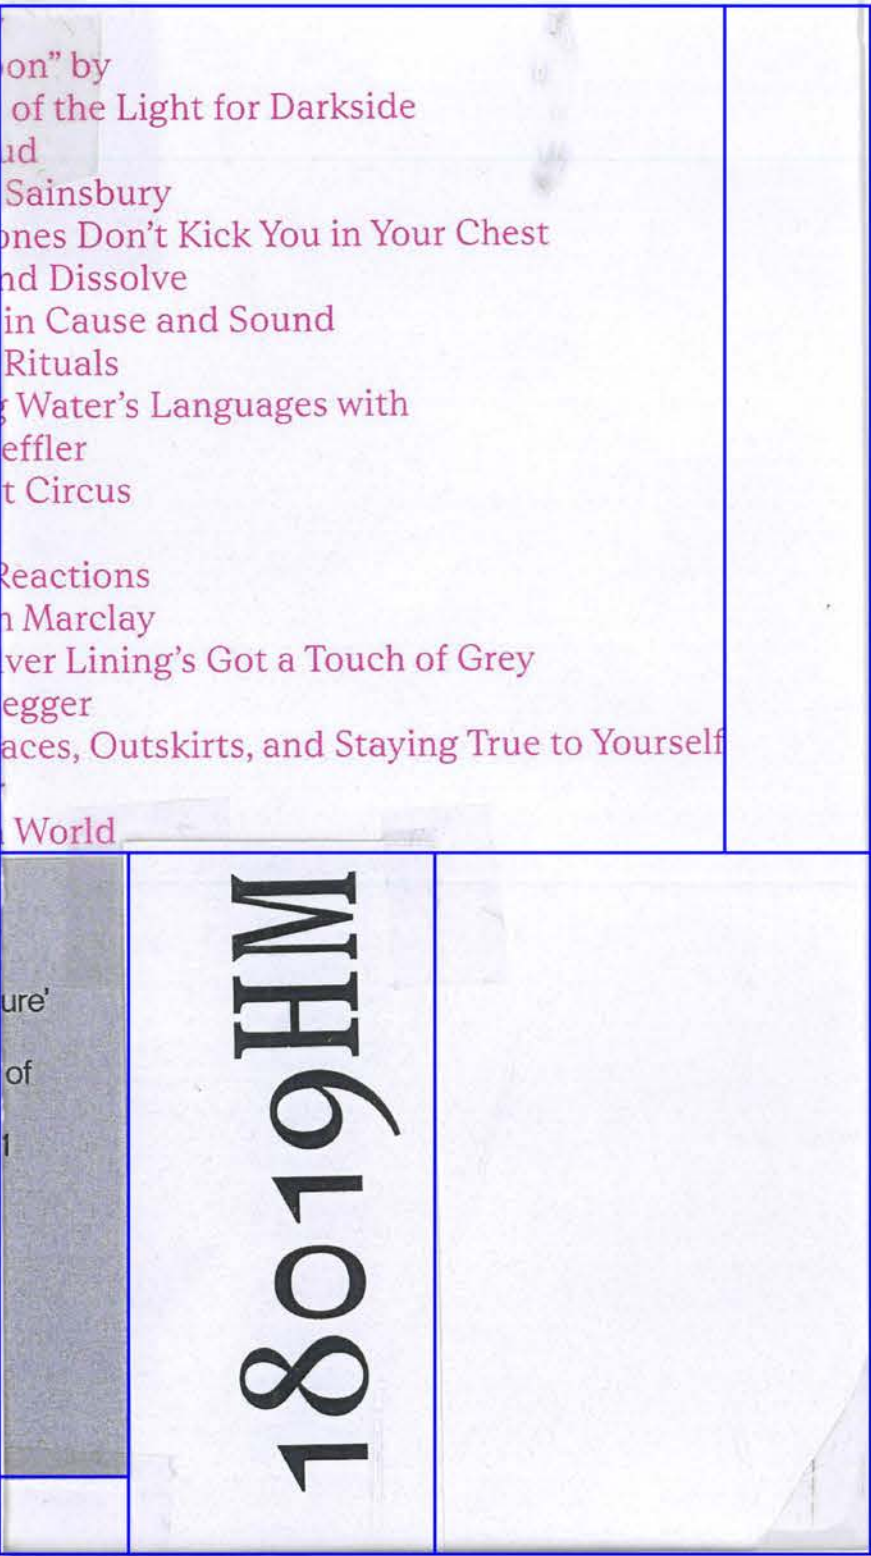 on” by
of the Light for Darkside
ud
Sainsbury
ones Don’t Kick You in Your Chest
nd Dissolve
in Cause and Sound
Rituals
Water’s Languages with
effler
t Circus
Reactions
n Marclay
ver Lining’s Got a Touch of Grey
egger
aces, Outskirts, and Staying True to Yourself
World
ure'
of
1
18019HM